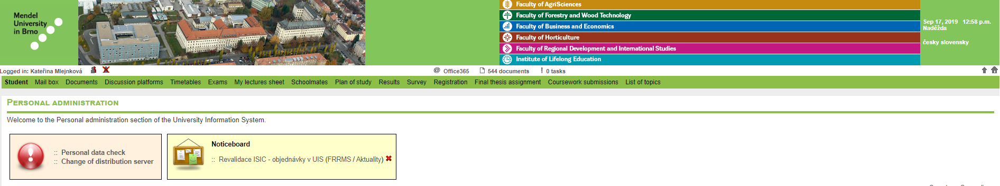 Mendel
University
in Brno
Faculty of AgriSciences
Faculty of Forestry and Wood Technology
Faculty of Business and Economics
Faculty of Horticulture
Faculty of Regional Development and International Studies
Institute of Lifelong Education
Sep 17, 2019 12:58 p.m.
Naděžda
česky slovensky
Logged in: Kateřina Mlejnková
Office365 544 documents 0 tasks
Student Mail box Documents Discussion platforms Timetables Exams My lectures sheet Schoolmates Plan of study Results Survey Registration Final thesis assignment Coursework submissions List of topics
Personal administration
Welcome to the Personal administration section of the University Information System.
:: Personal data check
:: Change of distribution server
Noticeboard
:: Revalidace ISIC - objednávky v UIS (FRRMS / Aktuality)